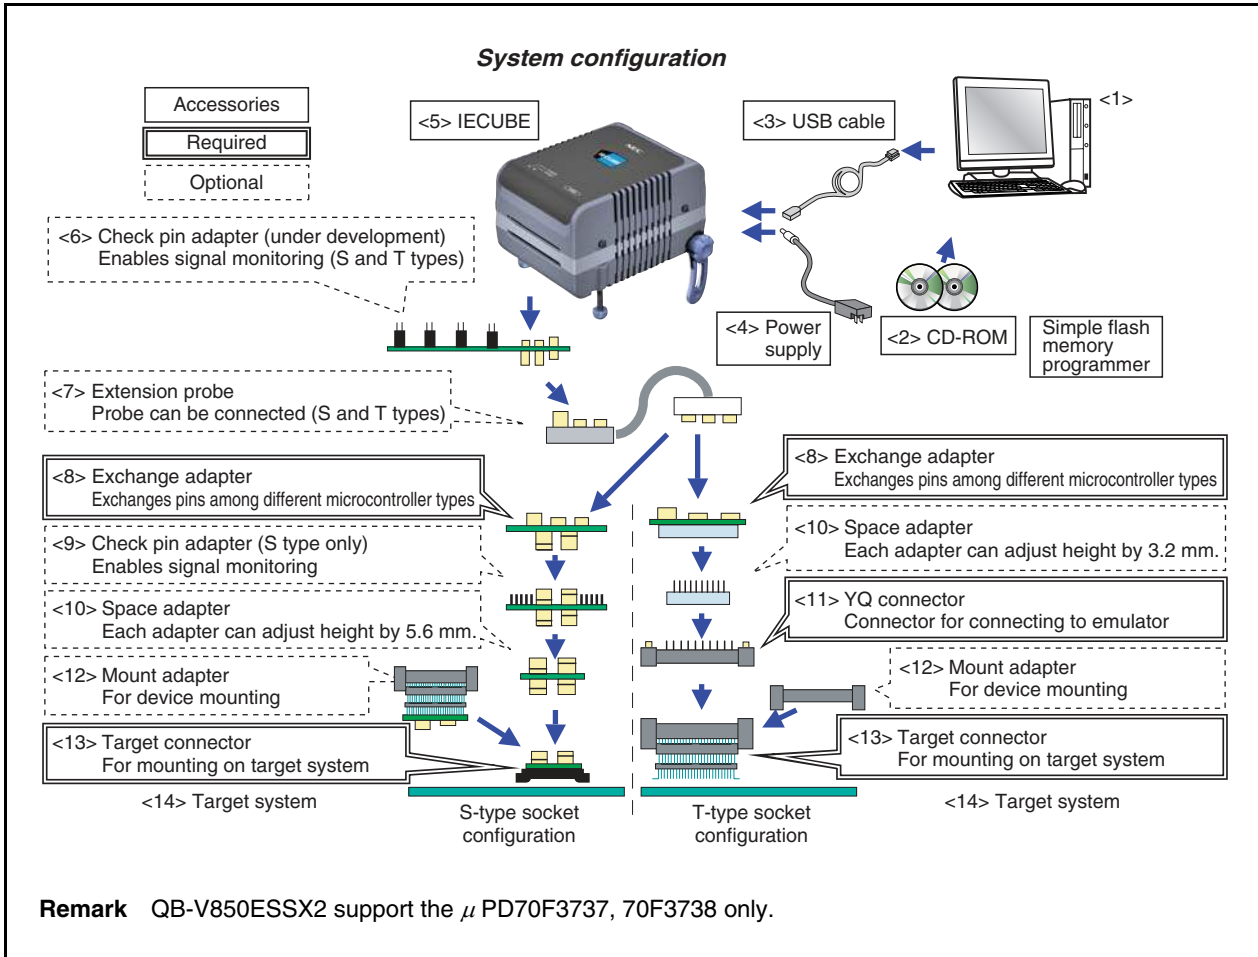 System configuration
Accessories
Required
Optional
<5> IECUBE
<3> USB cable
<1>
NEC
<6> Check pin adapter (under development)
Enables signal monitoring (S and T types)
<4> Power
supply
<2> CD-ROM
Simple flash
memory
programmer
<7> Extension probe
Probe can be connected (S and T types)
<8> Exchange adapter
Exchanges pins among different microcontroller types
<9> Check pin adapter (S type only)
Enables signal monitoring
<10> Space adapter
Each adapter can adjust height by 5.6 mm.
<12> Mount adapter
For device mounting
<13> Target connector
For mounting on target system
<14> Target system
S-type socket
configuration
<8> Exchange adapter
Exchanges pins among different microcontroller types
<10> Space adapter
Each adapter can adjust height by 3.2 mm.
<11> YQ connector
Connector for connecting to emulator
<12> Mount adapter
For device mounting
<13> Target connector
For mounting on target system
<14> Target system
T-type socket
configuration
Remark QB-V850ESSX2 support the μ PD70F3737, 70F3738 only.